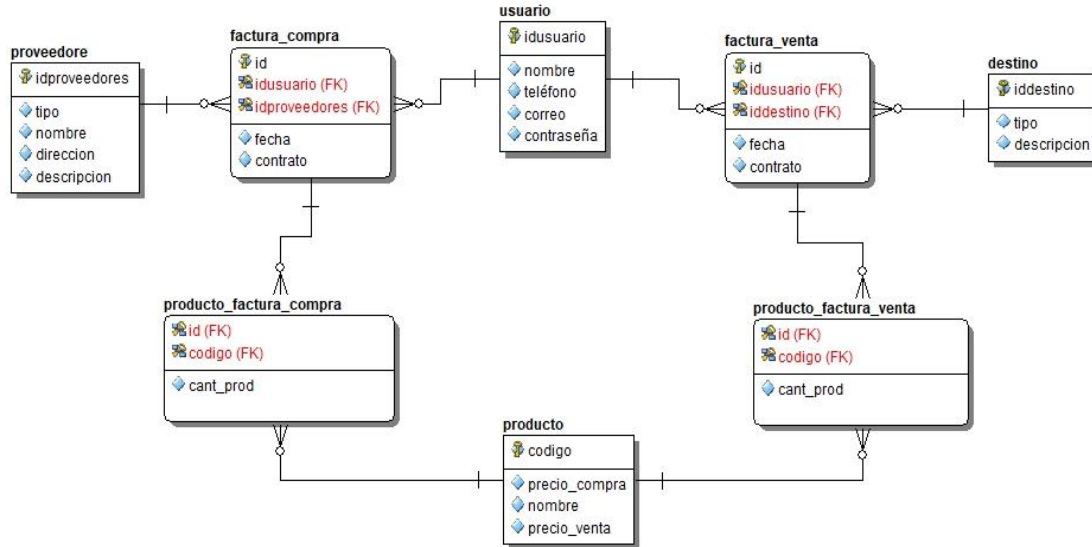 proveedore
idproveedores
tipo
nombre
direccion
descripcion
factura_compra
id
idusuario (FK)
idproveedores (FK)
fecha
contrato
usuario
idusuario
nombre
teléfono
correo
contraseña
factura_venta
id
idusuario (FK)
iddestino (FK)
fecha
contrato
destino
iddestino
tipo
descripcion
producto_factura_compra
id (FK)
codigo (FK)
cant_prod
producto_factura_venta
id (FK)
codigo (FK)
cant_prod
producto
codigo
precio_compra
nombre
precio_venta